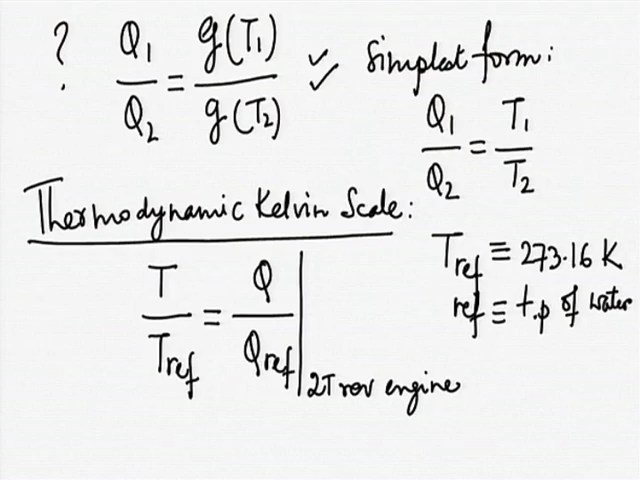 ? Q₁/Q₂ = g(T₁)/g(T₂) ✓ Simplest form:
Q₁/Q₂ = T₁/T₂
Thermodynamic Kelvin Scale:
T/Tref = Q/Qref |2T rev engine
Tref ≡ 273.16 K
ref ≡ t.p of water